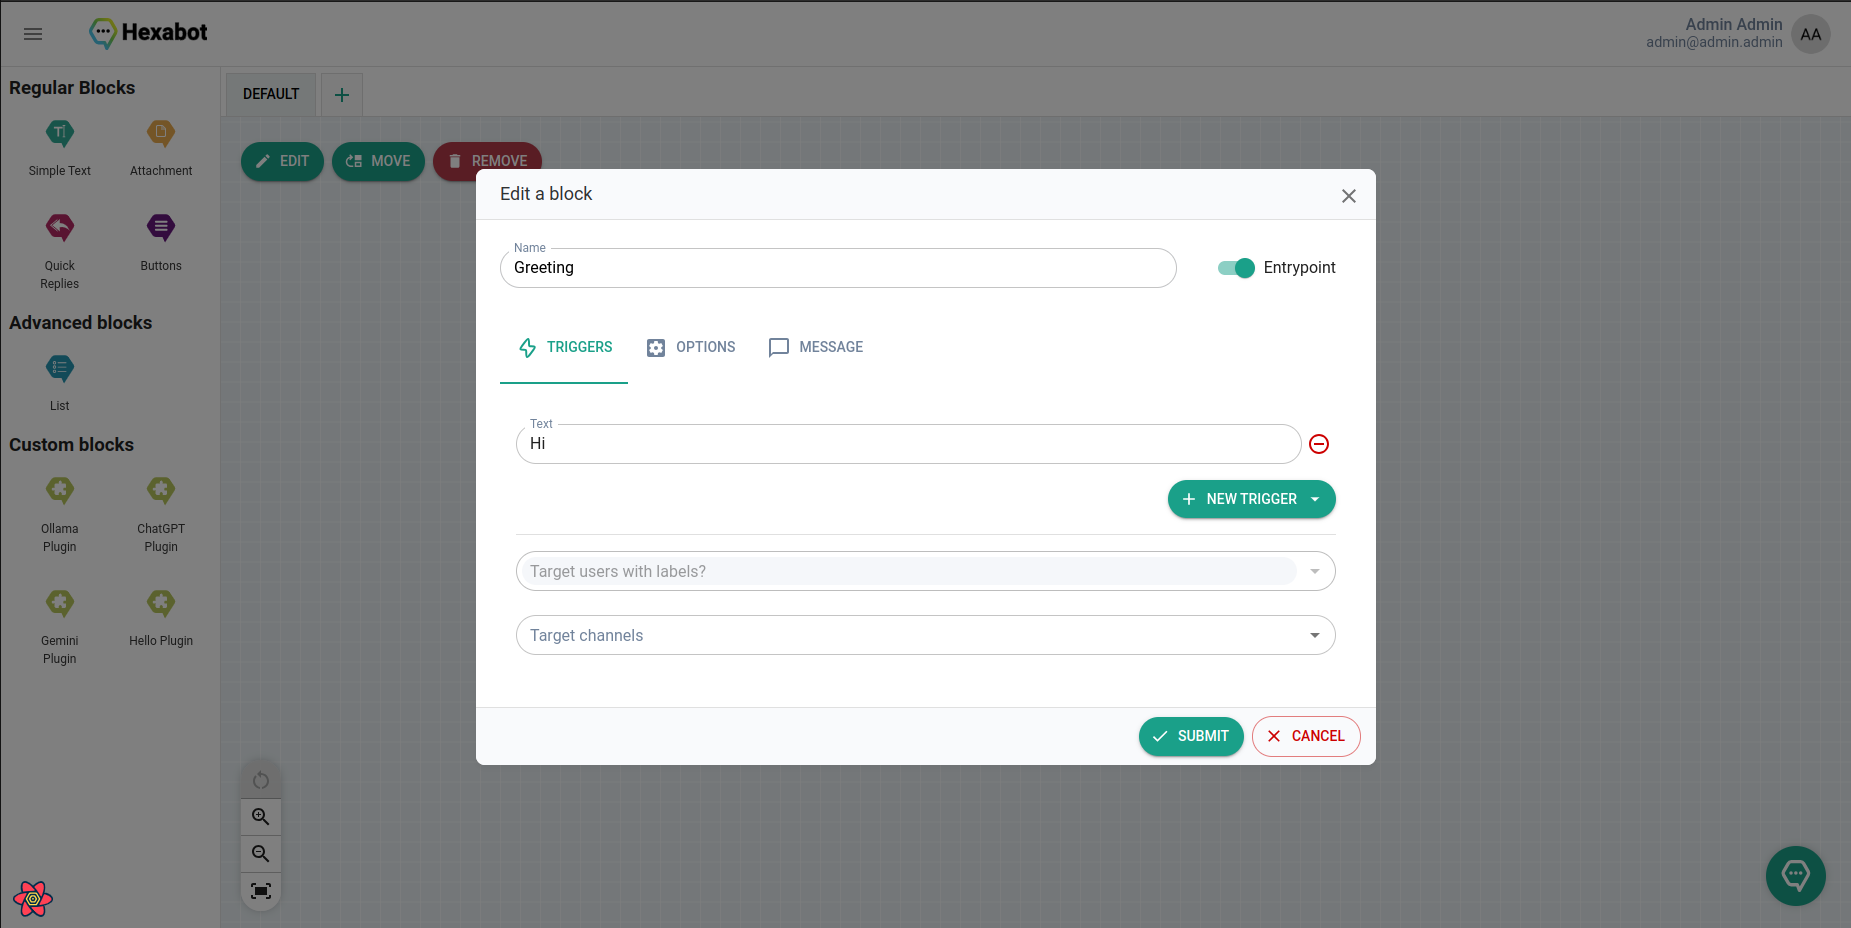 Hexabot
Admin Admin
admin@admin.admin
AA
Regular Blocks
Simple Text
Attachment
Quick
Replies
Buttons
Advanced blocks
List
Custom blocks
Ollama
Plugin
ChatGPT
Plugin
Gemini
Plugin
Hello Plugin
DEFAULT
EDIT
MOVE
REMOVE
Edit a block
Name
Greeting
Entrypoint
TRIGGERS
OPTIONS
MESSAGE
Text
Hi
NEW TRIGGER
Target users with labels?
Target channels
SUBMIT
CANCEL